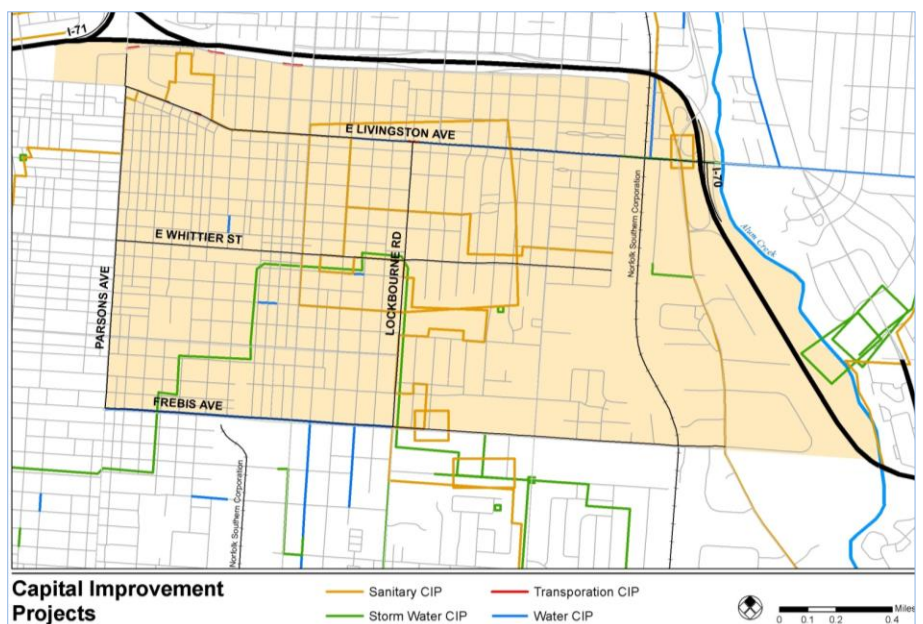 I-71
E LIVINGSTON AVE
I-70
Norfolk Southern Corporation
Alum Creek
E WHITTIER ST
PARSONS AVE
LOCKBOURNE RD
FREBIS AVE
Norfolk Southern Corporation
Capital Improvement
Projects
Sanitary CIP
Transporation CIP
Storm Water CIP
Water CIP
Miles
0 0.1 0.2 0.4